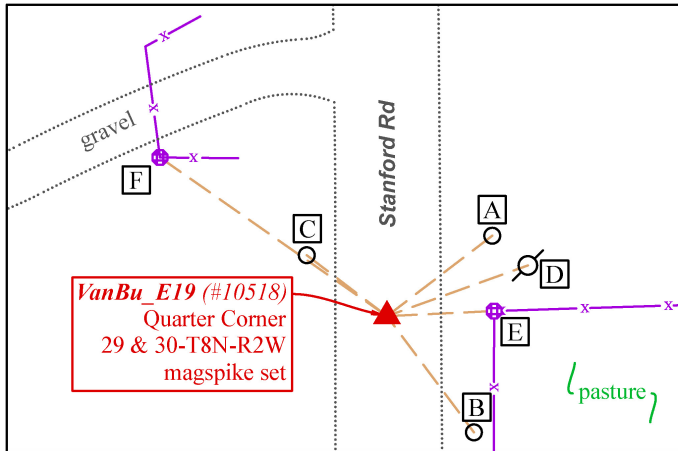 gravel
F
Stanford Rd
C
A
D
E
B
VanBu_E19 (#10518)
Quarter Corner
29 & 30-T8N-R2W
magspike set
pasture
x
x
x
x
x
x